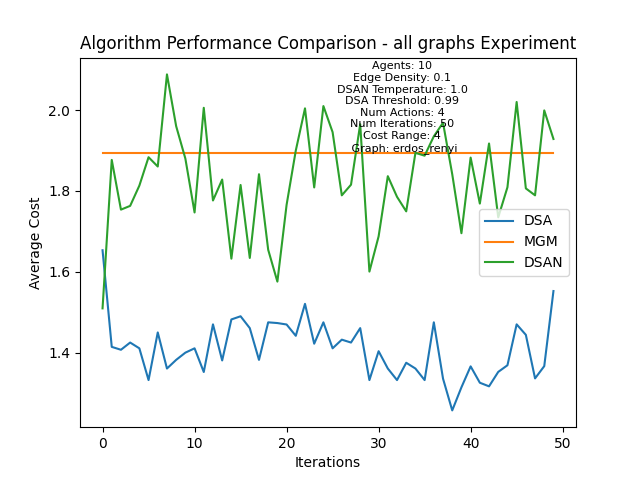 Algorithm Performance Comparison - all graphs Experiment
Agents: 10
Edge Density: 0.1
DSAN Temperature: 1.0
DSA Threshold: 0.99
Num Actions: 4
Num Iterations: 50
Cost Range: 4
Graph: erdos_renyi
2.0
1.8
1.6
1.4
Average Cost
DSA
MGM
DSAN
0
10
20
30
40
50
Iterations